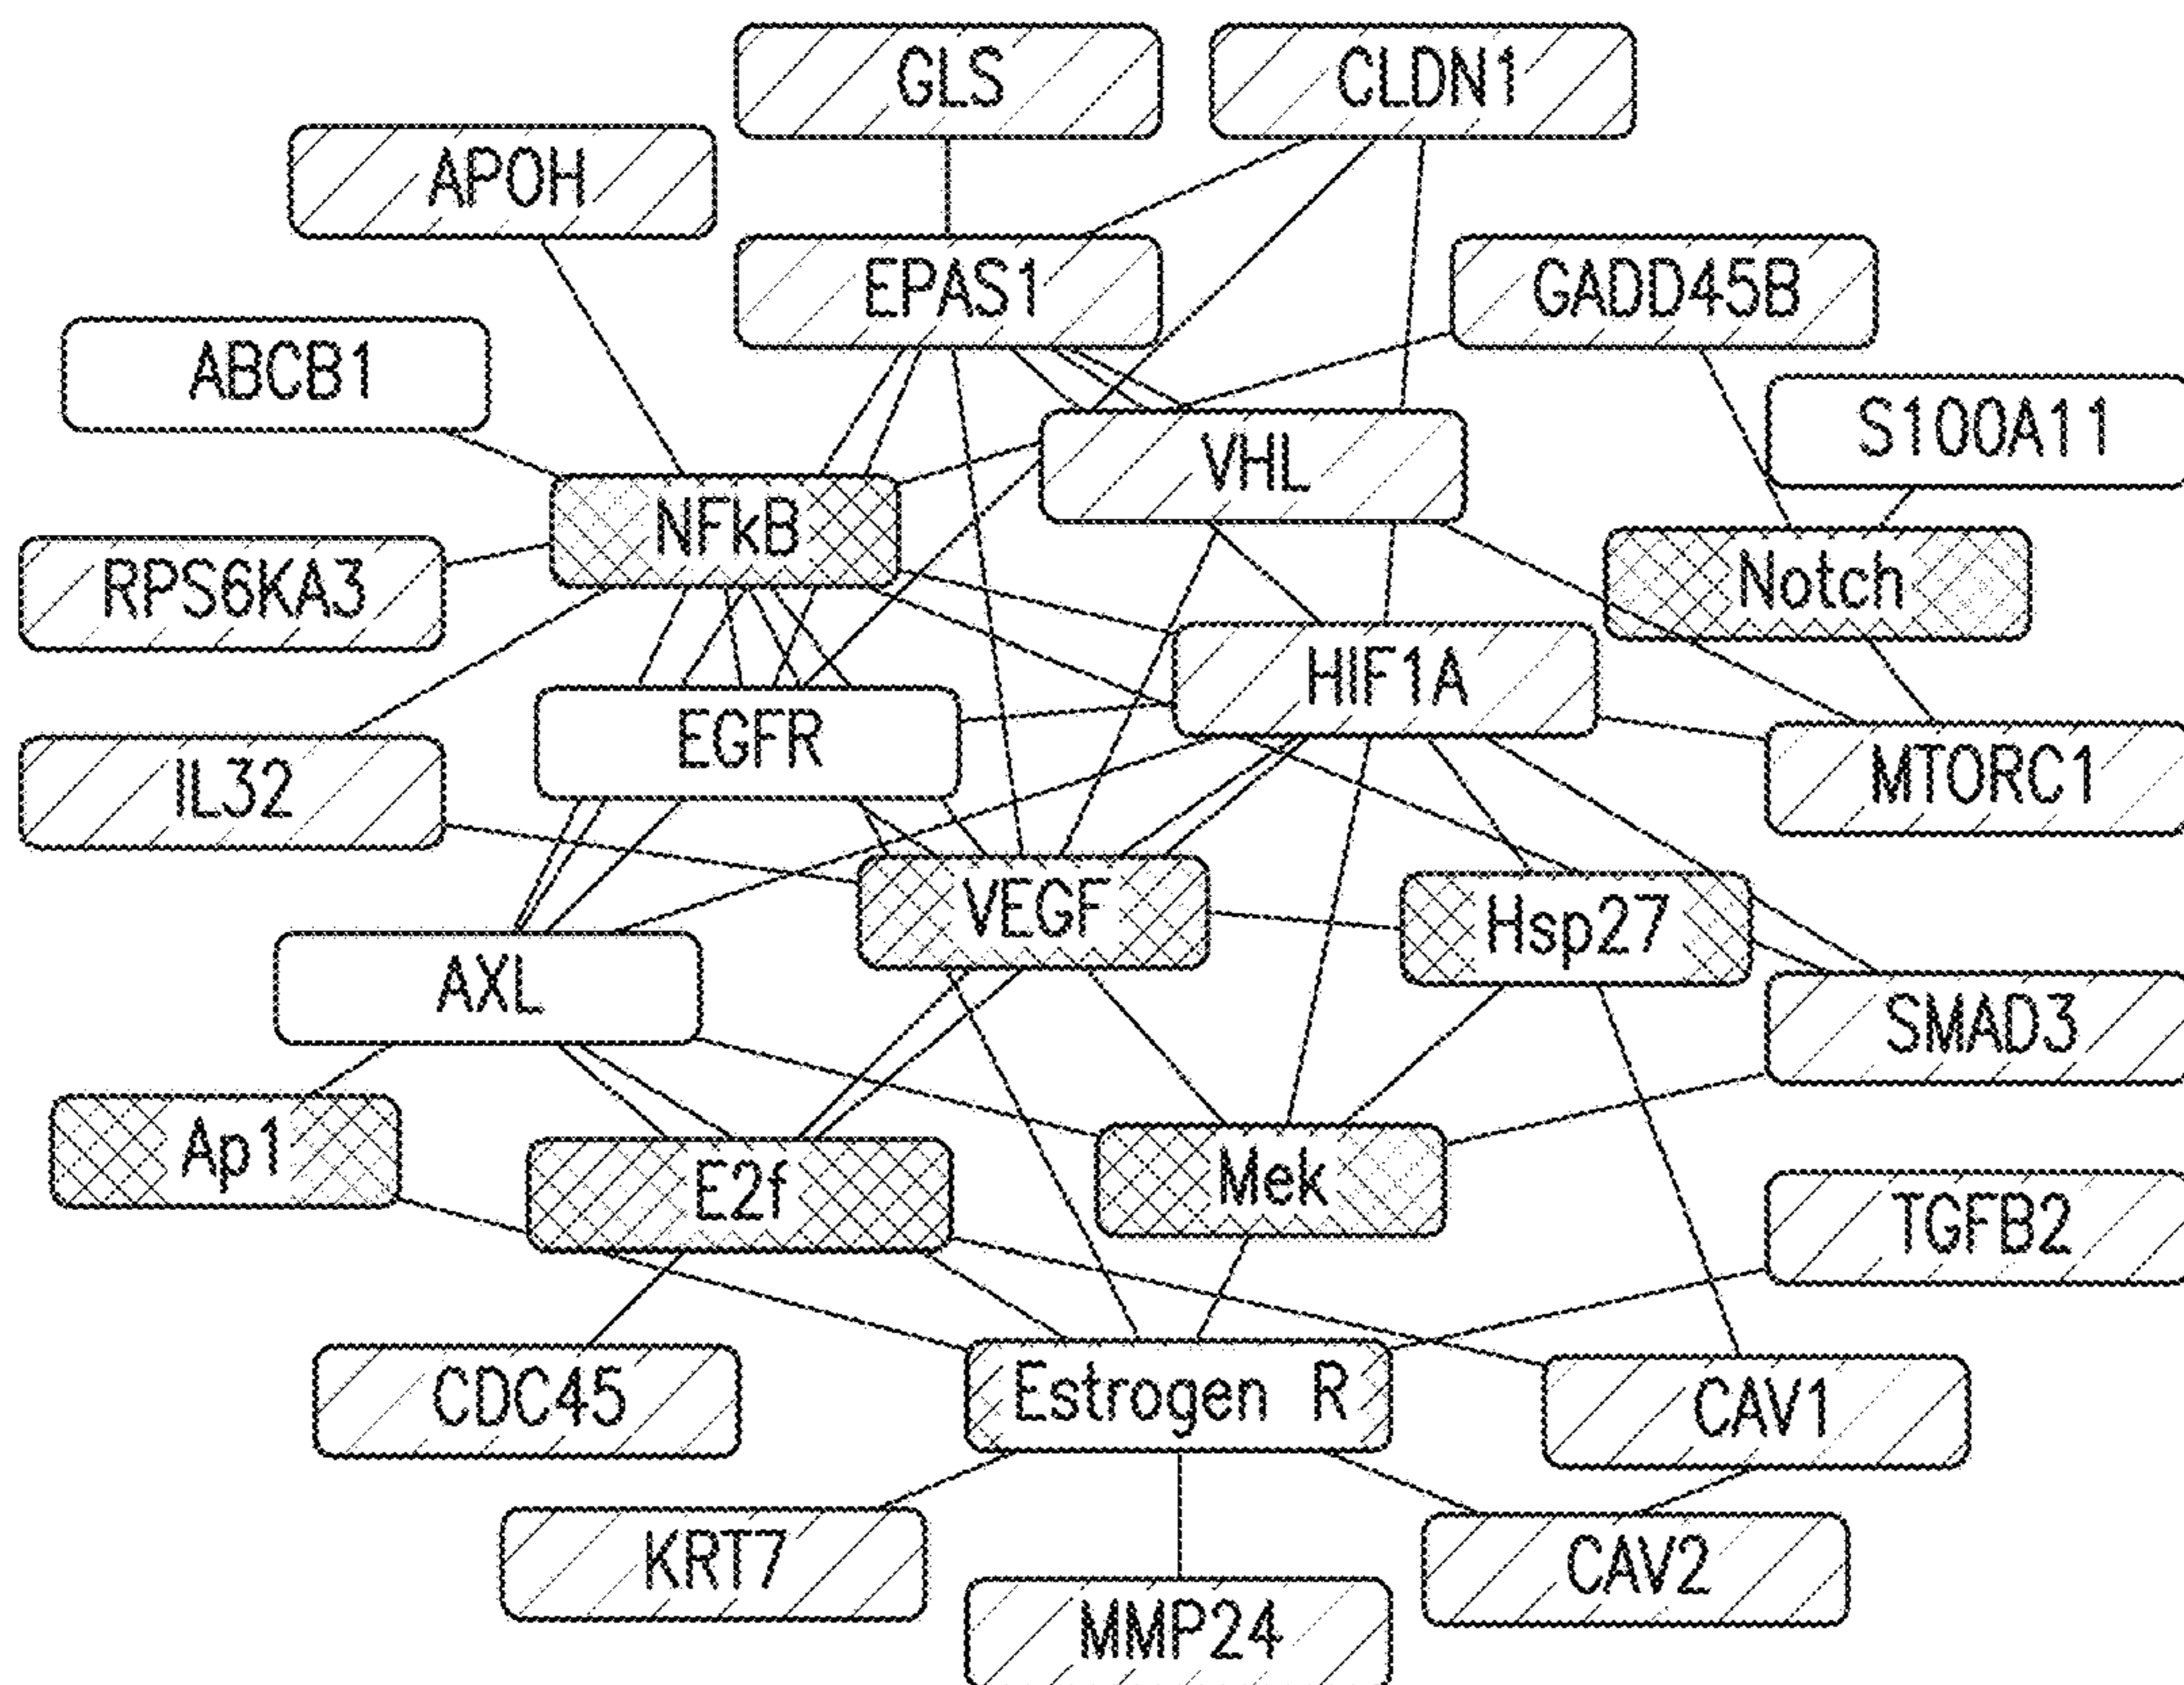 GLS
CLDN1
APOH
EPAS1
GADD45B
ABCB1
S100A11
VHL
NFkB
RPS6KA3
Notch
HIF1A
EGFR
IL32
MTORC1
VEGF
Hsp27
AXL
SMAD3
Ap1
E2f
Mek
TGFB2
CDC45
Estrogen R
CAV1
KRT7
CAV2
MMP24